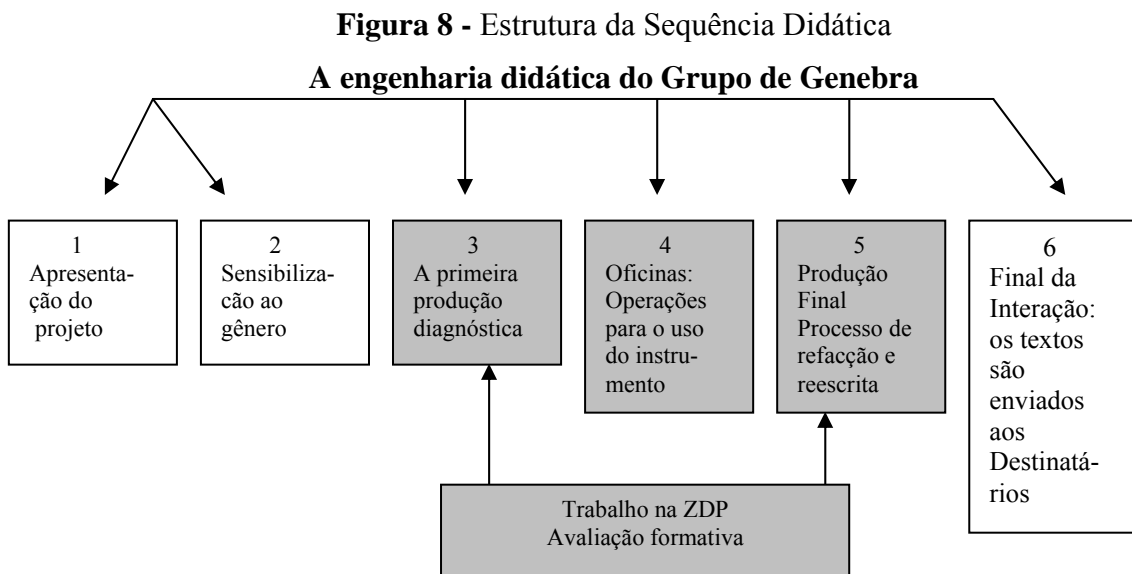 Figura 8 - Estrutura da Sequência Didática
A engenharia didática do Grupo de Genebra
1
Apresenta-
ção do
projeto
2
Sensibiliza-
cão ao
gênero
3
A primeira
produção
diagnóstica
4
Oficinas:
Operações
para o uso
do instru-
mento
5
Produção
Final
Processo de
refacção e
reescrita
6
Final da
Interação:
os textos
são
enviados
aos
Destinatá-
rios
Trabalho na ZDP
Avaliação formativa